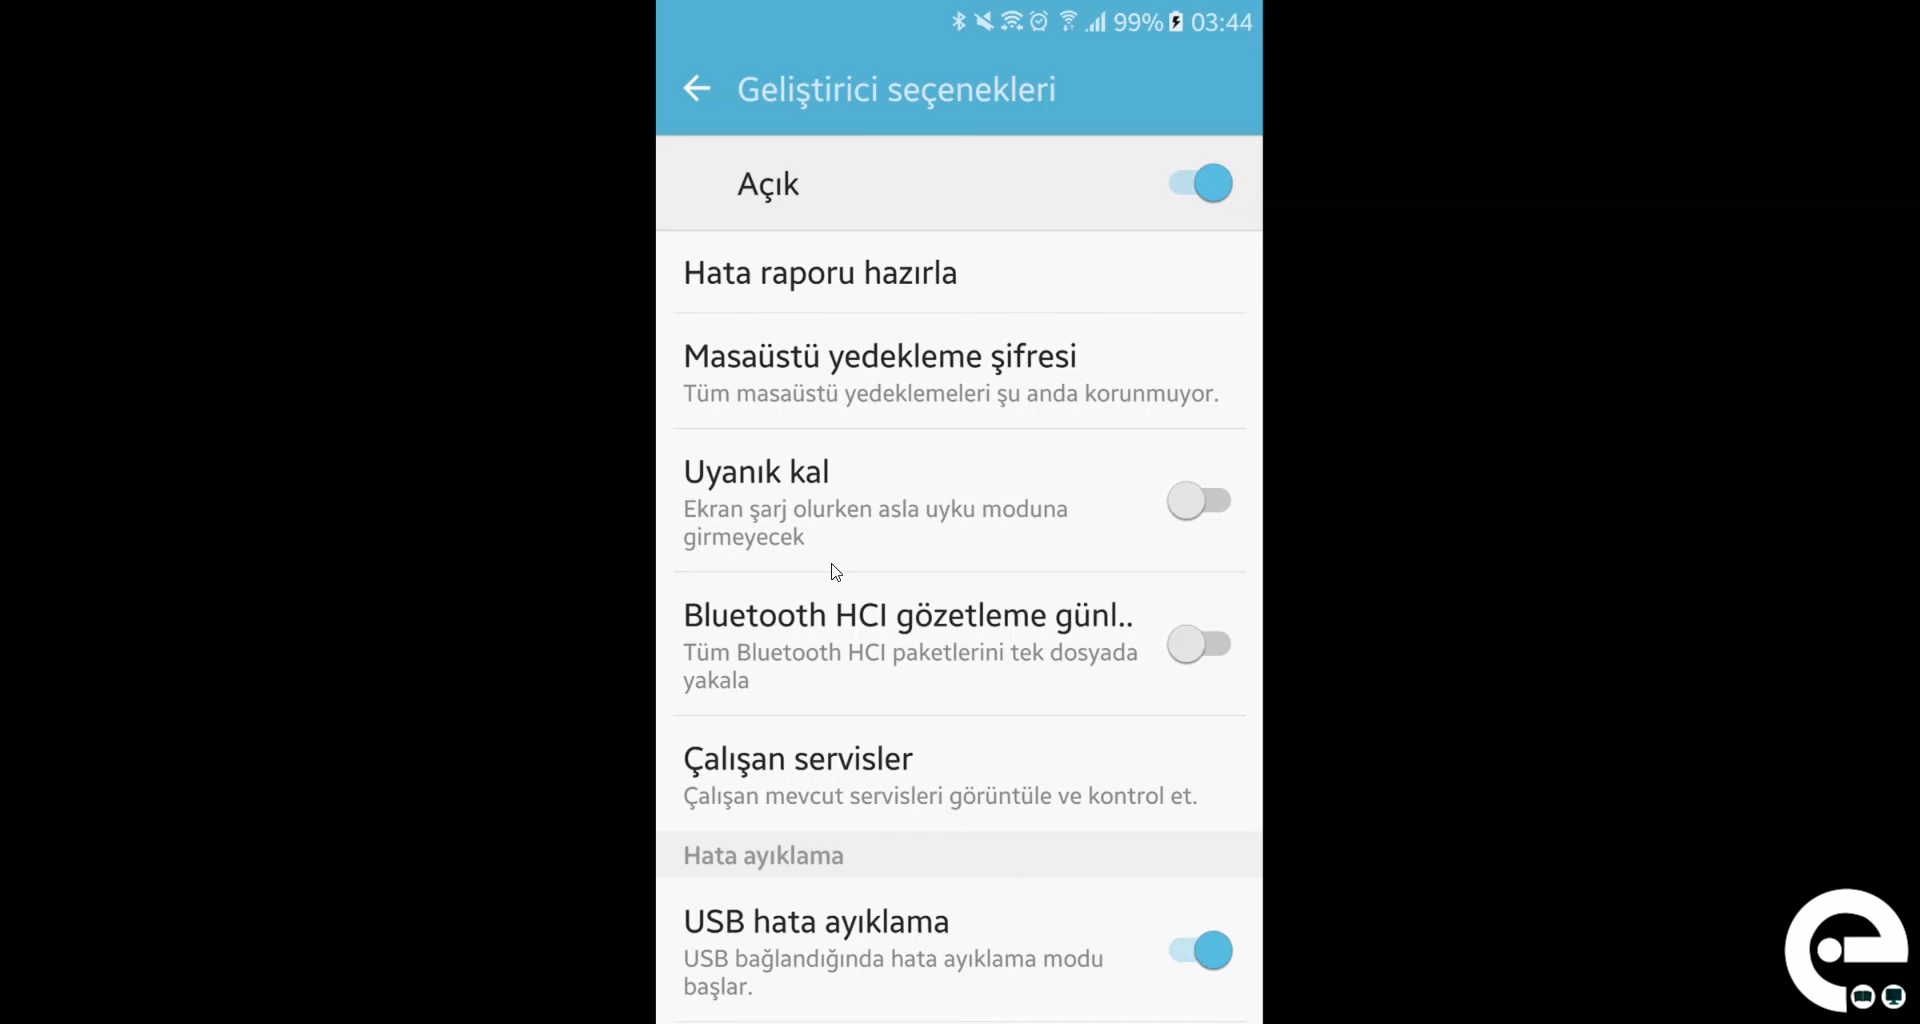 99% 03:44
Geliştirici seçenekleri
Açık
Hata raporu hazırla
Masaüstü yedekleme şifresi
Tüm masaüstü yedeklemeleri şu anda korunmuyor.
Uyanık kal
Ekran şarj olurken asla uyku moduna
girmeyecek
Bluetooth HCI gözetleme günl..
Tüm Bluetooth HCI paketlerini tek dosyada
yakala
Çalışan servisler
Çalışan mevcut servisleri görüntüle ve kontrol et.
Hata ayıklama
USB hata ayıklama
USB bağlandığında hata ayıklama modu
başlar.